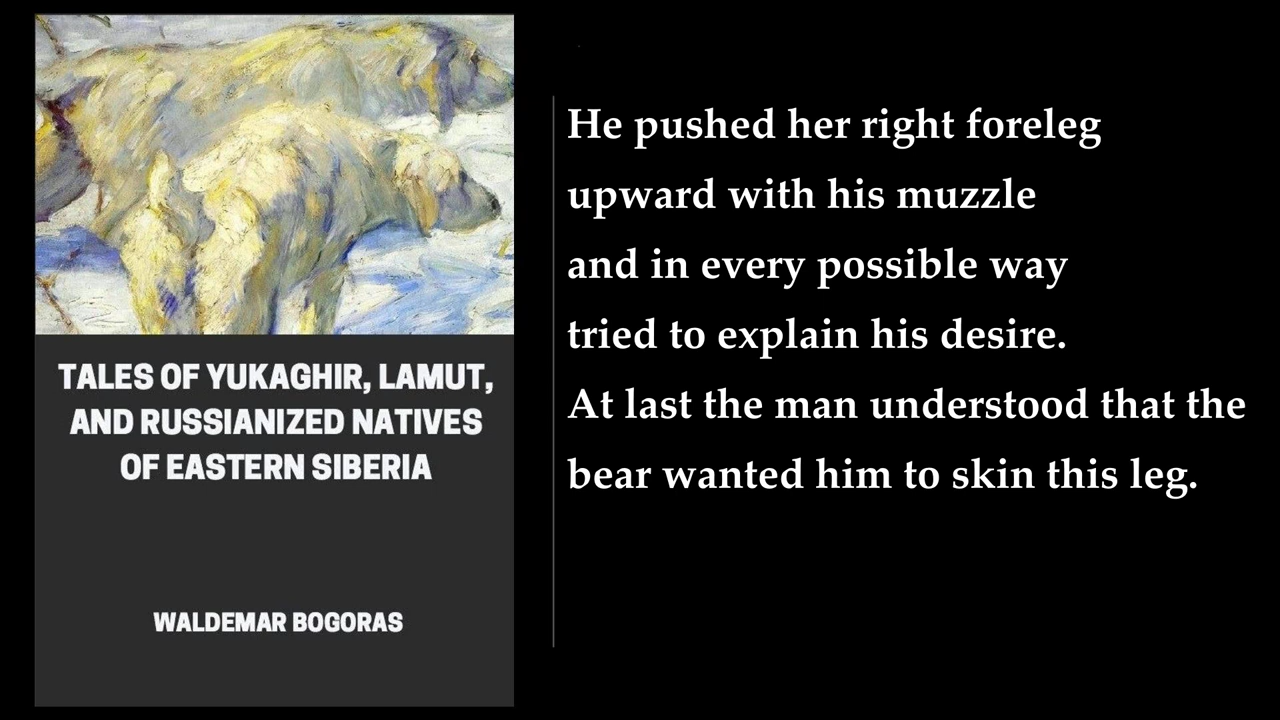 TALES OF YUKAGHIR, LAMUT,
AND RUSSIANIZED NATIVES
OF EASTERN SIBERIA
WALDEMAR BOGORAS
He pushed her right foreleg
upward with his muzzle
and in every possible way
tried to explain his desire.
At last the man understood that the
bear wanted him to skin this leg.